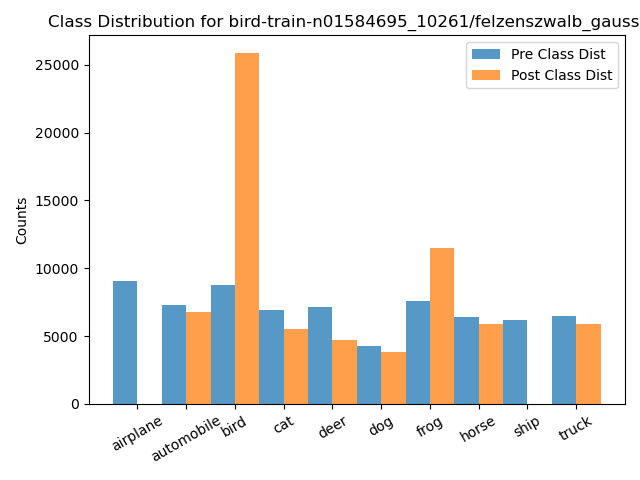 Class Distribution for bird-train-n01584695_10261/felzenszwalb_gauss
Pre Class Dist
Post Class Dist
Counts
25000
20000
15000
10000
5000
0
airplane
automobile
bird
cat
deer
dog
frog
horse
ship
truck